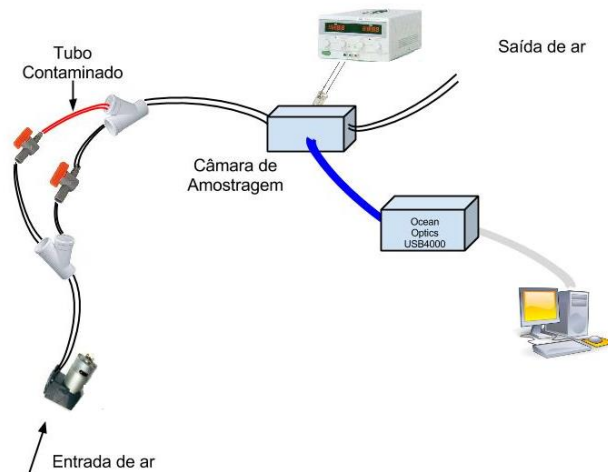 Tubo
Contaminado
Saída de ar
Câmara de
Amostragem
Ocean
Optics
USB4000
Entrada de ar